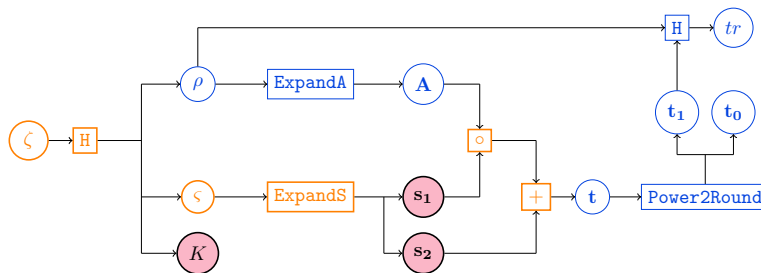 H tr
ρ ExpandA A
t₁ t₀
ζ H ∘
ς ExpandS s₁ + t Power2Round
K s₂